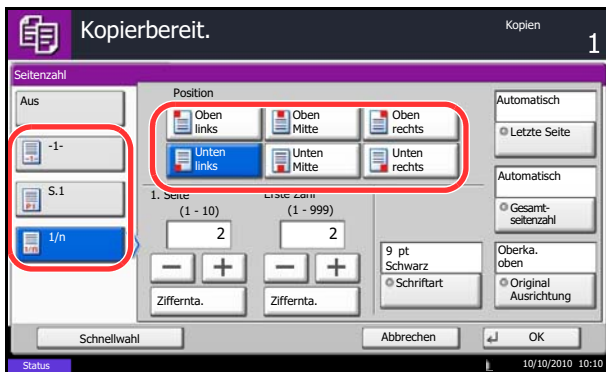 Kopierbereit.
Kopien
1
Seitenzahl
Aus
-1-
S.1
1/n
Position
Oben
links
Oben
Mitte
Oben
rechts
Unten
links
Unten
Mitte
Unten
rechts
1. Seite
(1 - 10)
2
Ziffernta.
Erste Zahl
(1 - 999)
2
Ziffernta.
9 pt
Schwarz
Schriftart
Automatisch
Letzte Seite
Automatisch
Gesamt-
seitenzahl
Oberka.
oben
Original
Ausrichtung
Schnellwahl
Abbrechen
OK
Status
10/10/2010 10:10